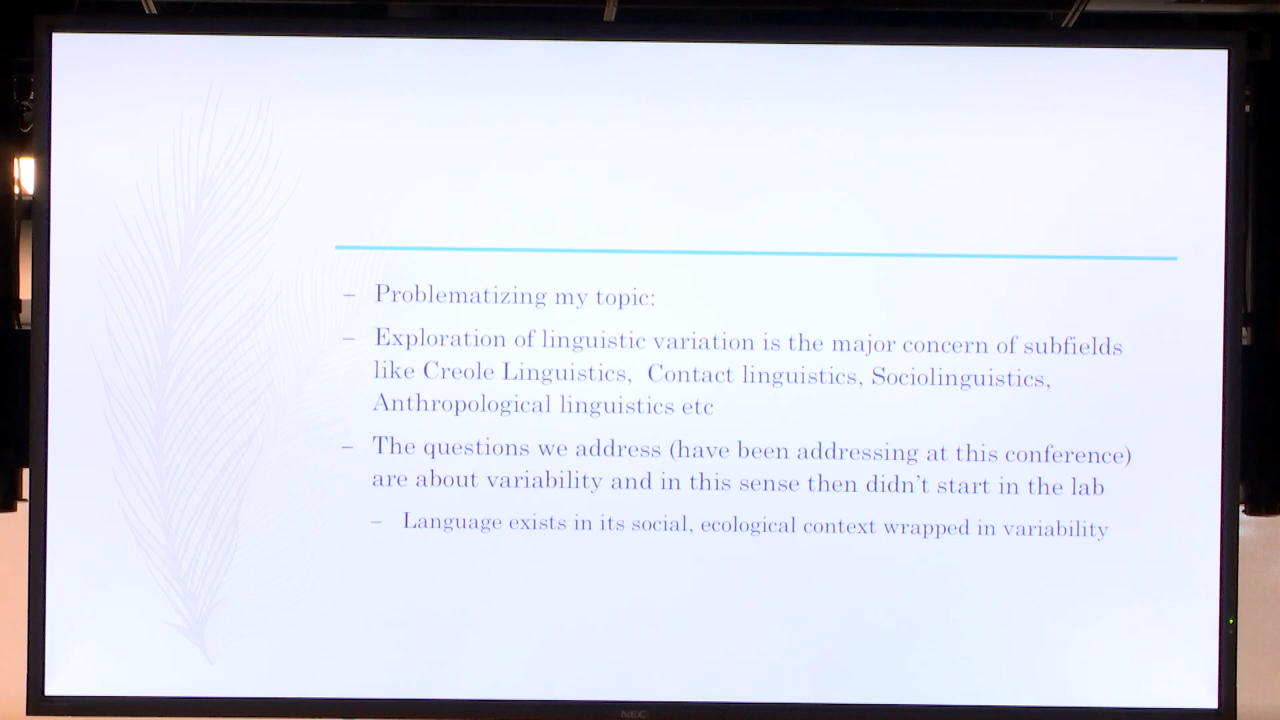 – Problematizing my topic:
– Exploration of linguistic variation is the major concern of subfields
like Creole Linguistics, Contact linguistics, Sociolinguistics,
Anthropological linguistics etc
– The questions we address (have been addressing at this conference)
are about variability and in this sense then didn't start in the lab
– Language exists in its social, ecological context wrapped in variability
NEC